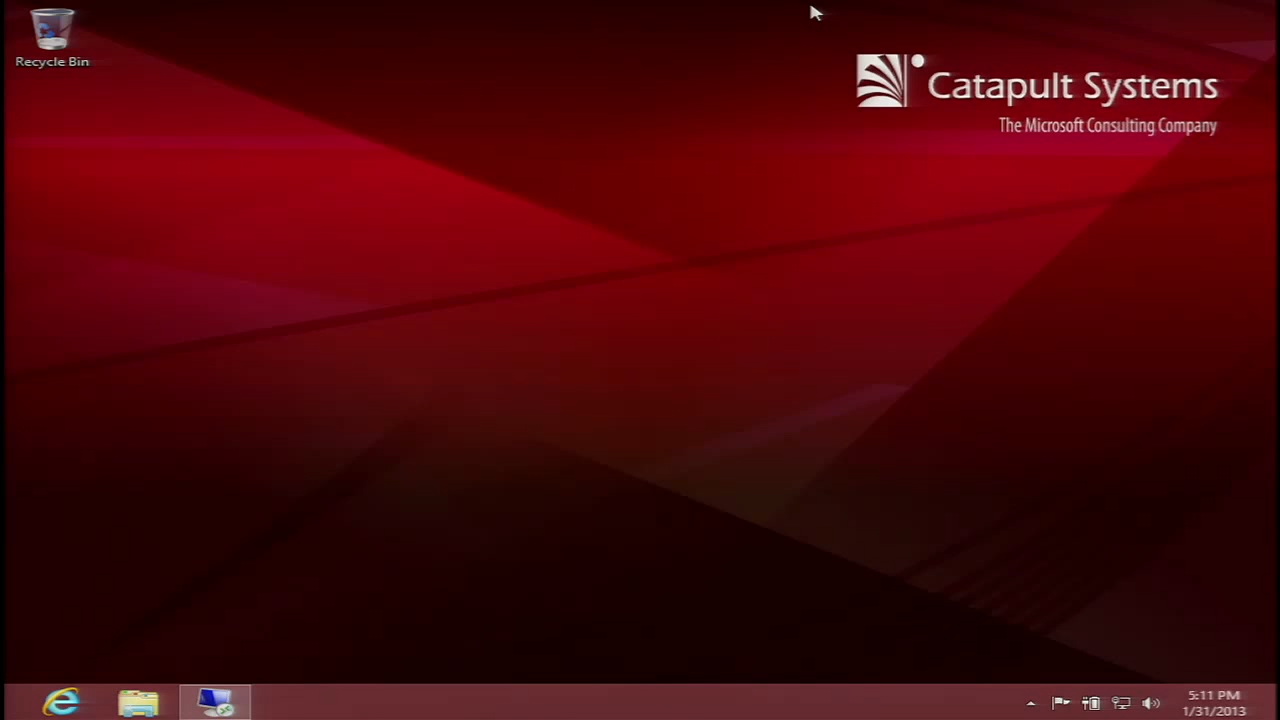 Recycle Bin
Catapult Systems
The Microsoft Consulting Company
5:11 PM
1/31/2013